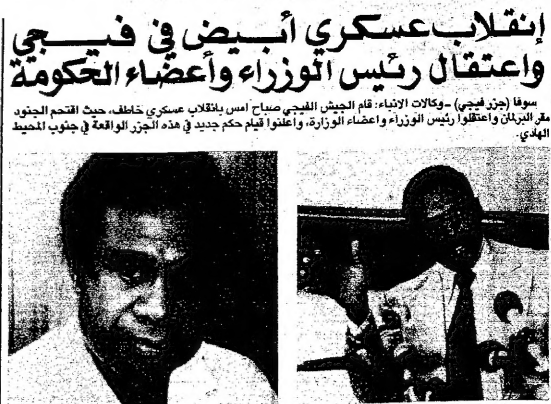 إنقلاب عسكري أبيض في فيجي
واعتقال رئيس الوزراء وأعضاء الحكومة
سوفا (جزر فيجي) - وكالات الانباء: قام الجيش الفيجي صباح امس بانقلاب عسكري خاطف، حيث اقتحم الجنود
مقر البرلمان واعتقلوا رئيس الوزراء واعضاء الوزارة، وأعلنوا قيام حكم جديد في هذه الجزر الواقعة في جنوب المحيط
الهادي.